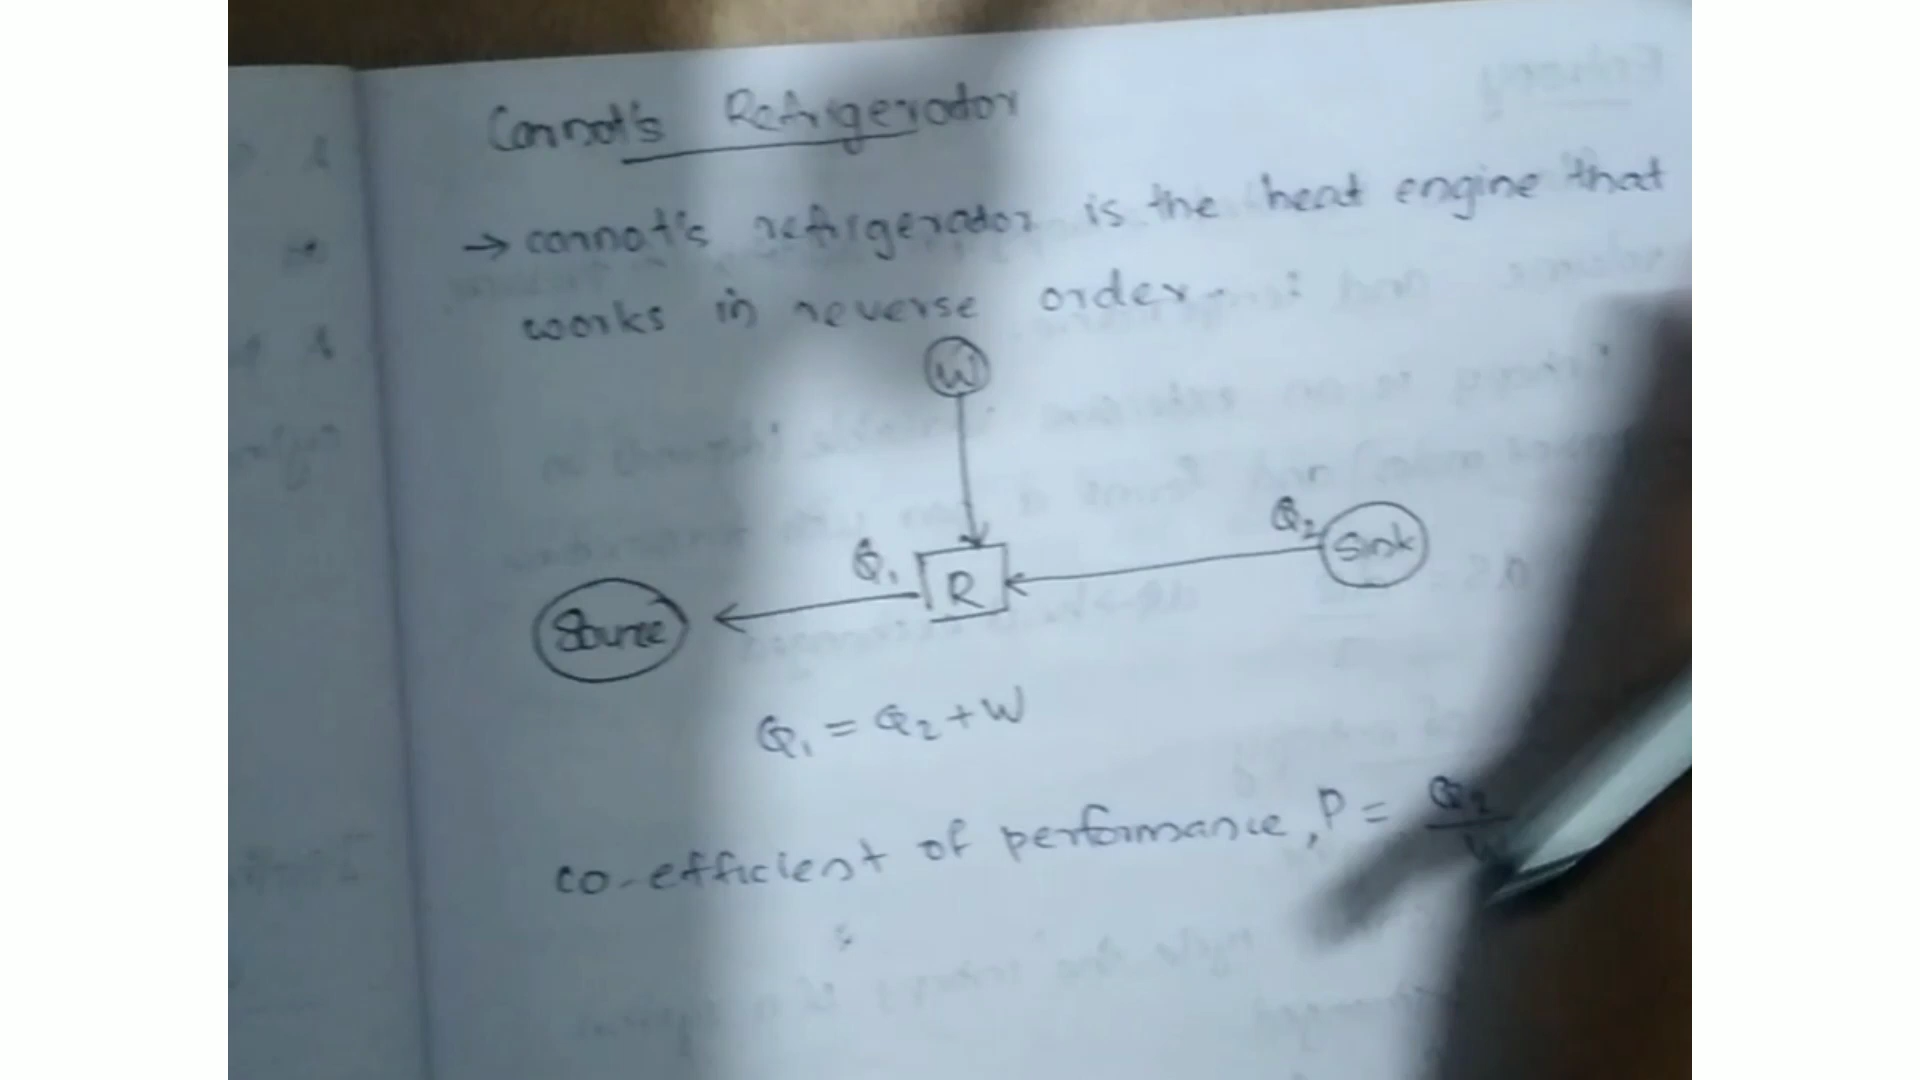 Carnot's Refrigerator
→ carnot's refrigerator is the heat engine that
works in reverse order.
W
Q₂ Sink
Q₁ R
Source
Q₁ = Q₂ + W
co-efficient of performance, P = Q₂/W